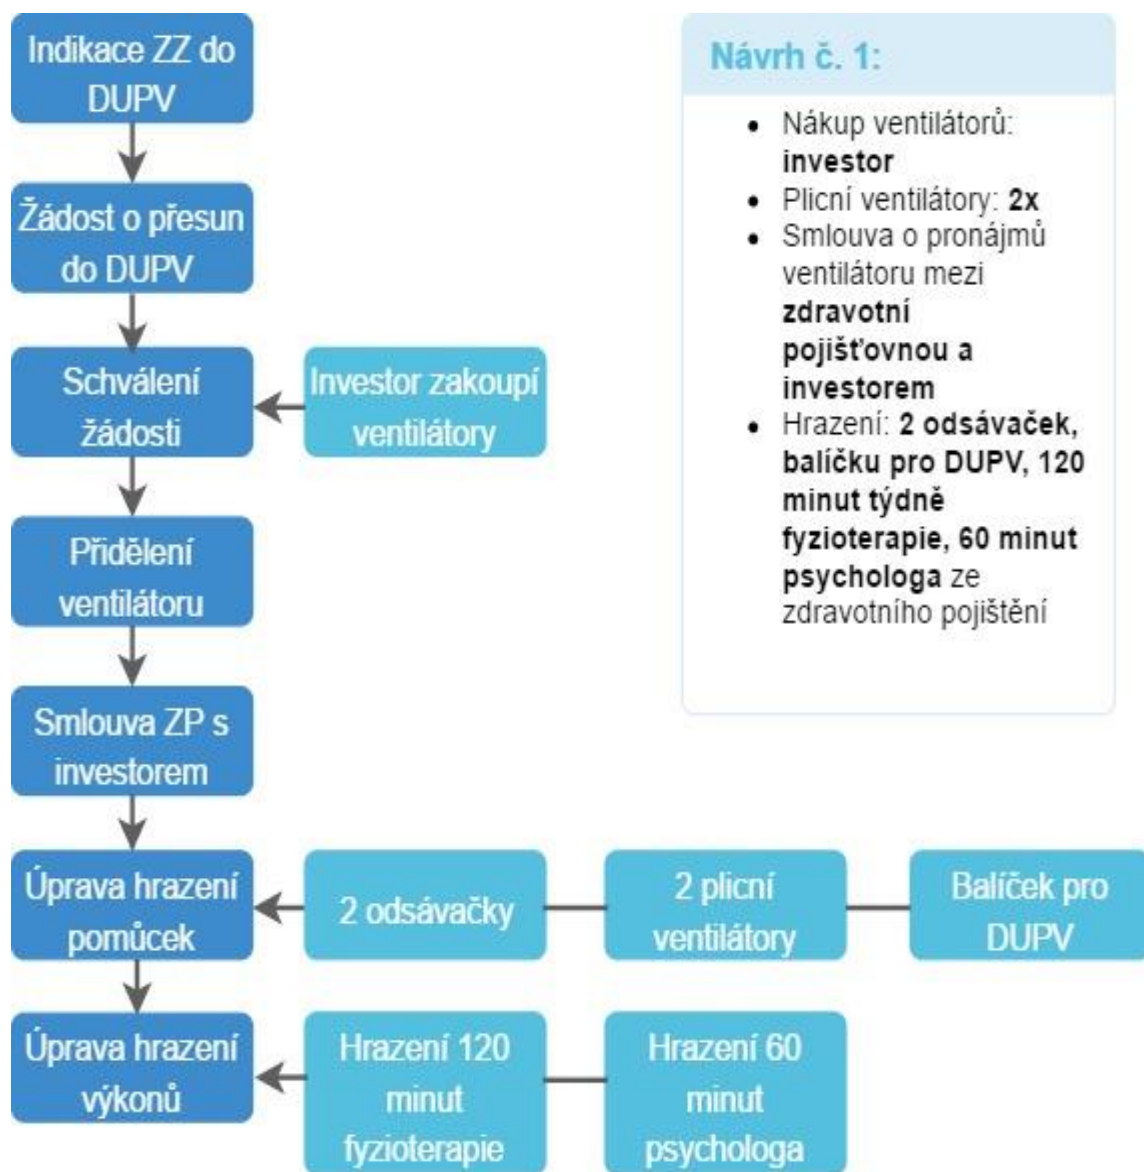 Indikace ZZ do
DUPV
Žádost o přesun
do DUPV
Schválení
žádosti
Investor zakoupí
ventilátory
Přidělení
ventilátoru
Smlouva ZP s
investorem
Úprava hrazení
pomůcek
2 odsávačky
2 plicní
ventilátory
Balíček pro
DUPV
Úprava hrazení
výkonů
Hrazení 120
minut
fyzioterapie
Hrazení 60
minut
psychologa
Návrh č. 1:
• Nákup ventilátorů:
investor
• Plicní ventilátory: 2x
• Smlouva o pronájmů
ventilátoru mezi
zdravotní
pojišťovnou a
investorem
• Hrazení: 2 odsávaček,
balíčku pro DUPV, 120
minut týdně
fyzioterapie, 60 minut
psychologa ze
zdravotního pojištění